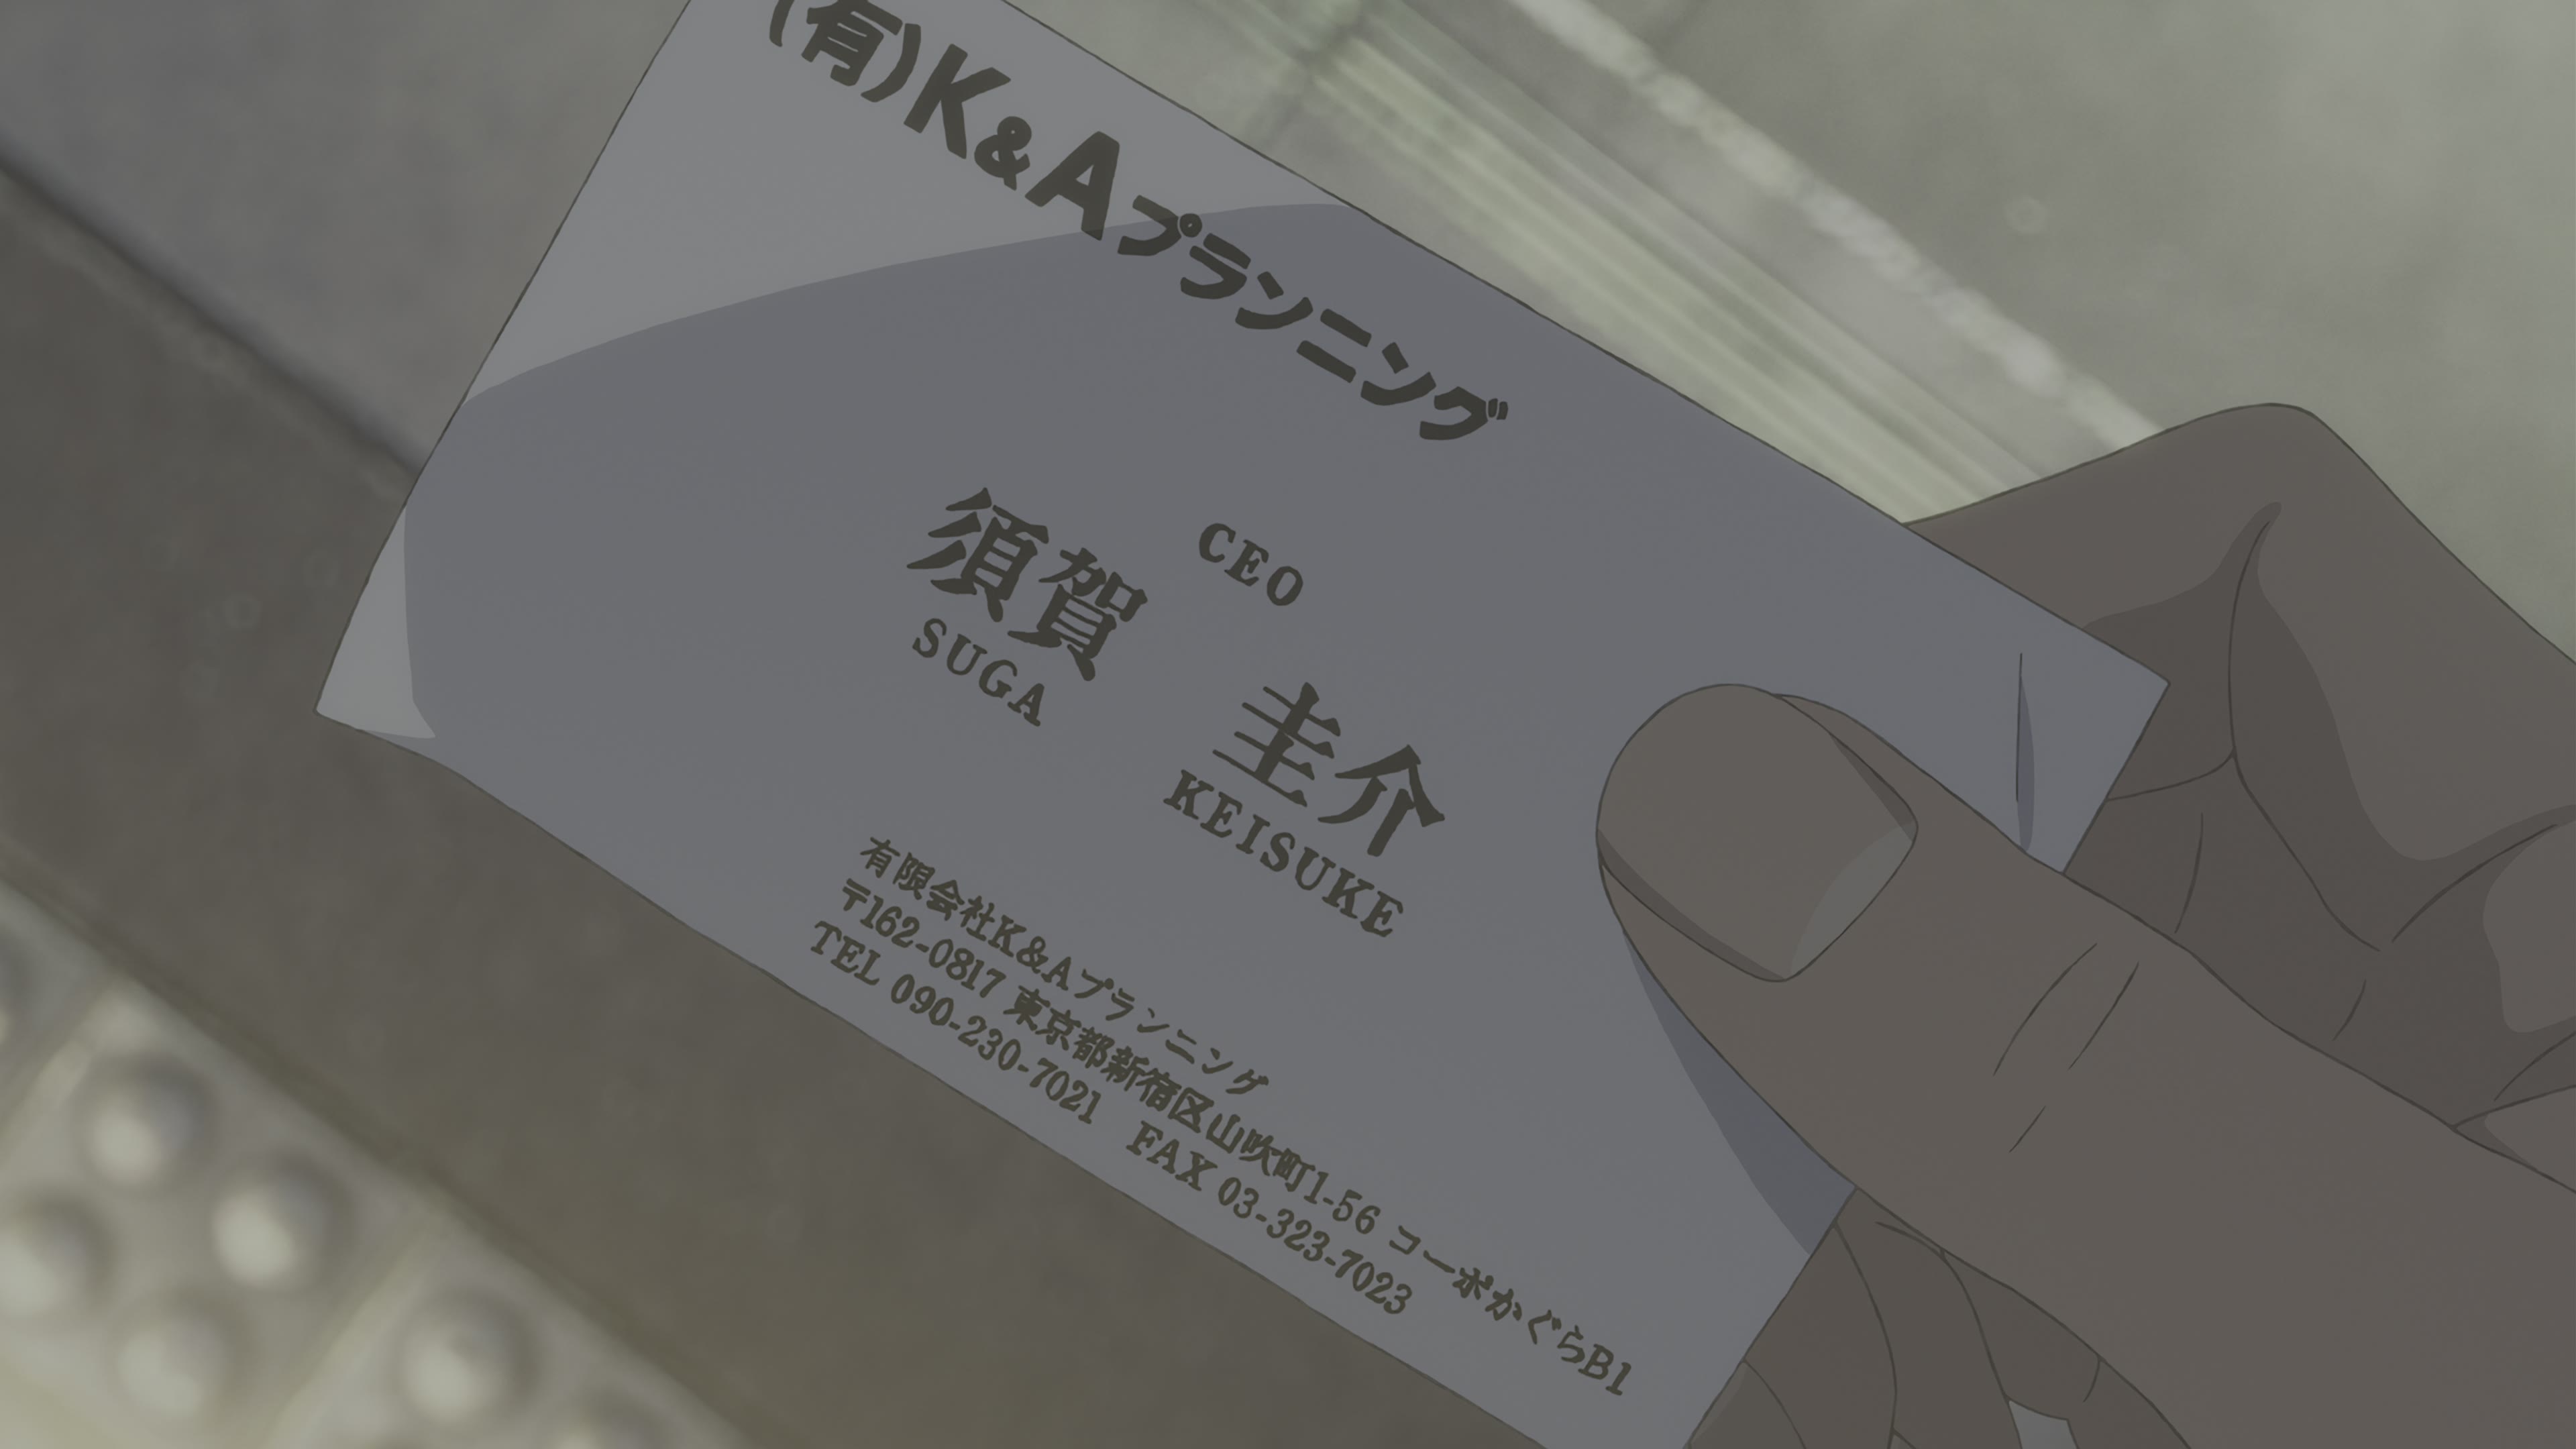 (有)K&Aプランニング
CEO
須賀 圭介
SUGA KEISUKE
有限会社K&Aプランニング
〒162-0817 東京都新宿区山吹町1-56 コーポかぐらB1
TEL 090-230-7021 FAX 03-323-7023